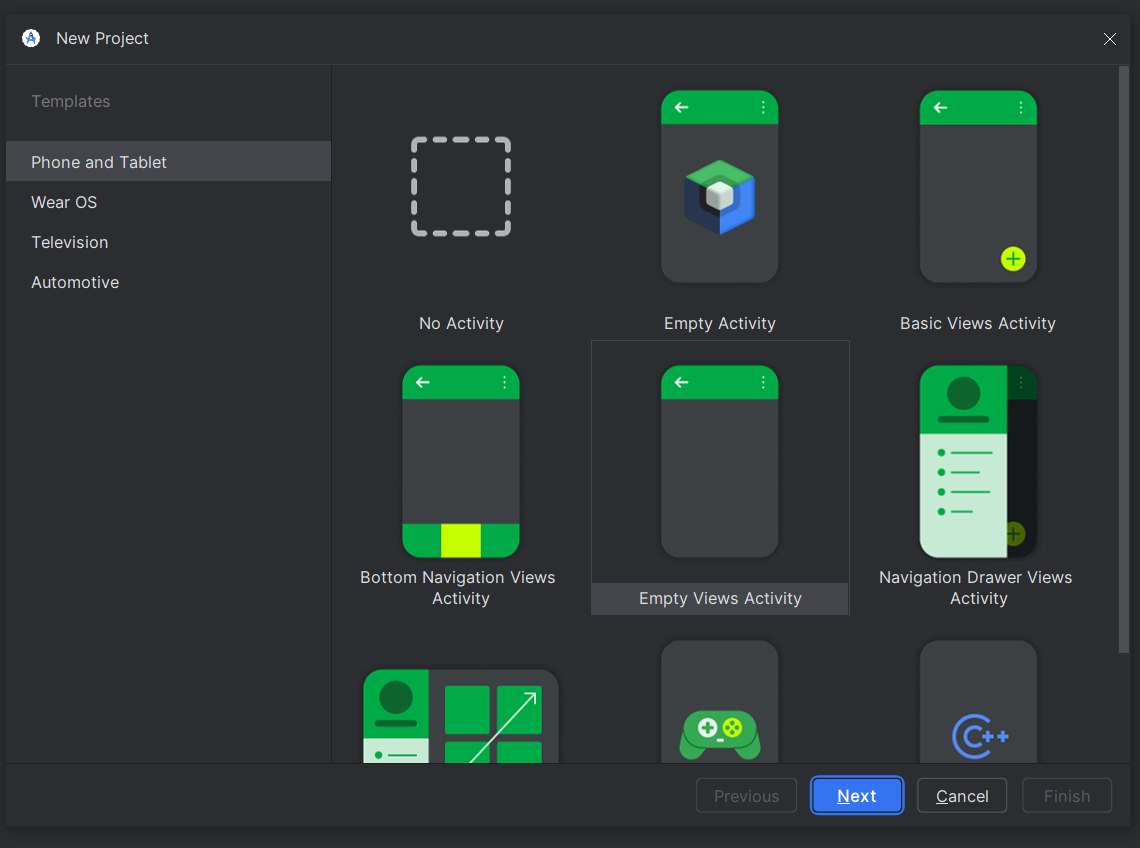 New Project
Templates
Phone and Tablet
Wear OS
Television
Automotive
No Activity
Empty Activity
Basic Views Activity
Bottom Navigation Views
Activity
Empty Views Activity
Navigation Drawer Views
Activity
C++
Previous
Next
Cancel
Finish